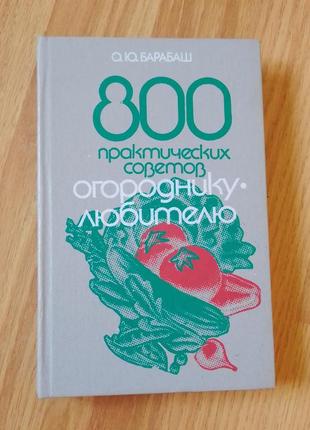 О.Ю.БАРАБАШ
800
практических
советов
огороднику-
любителю